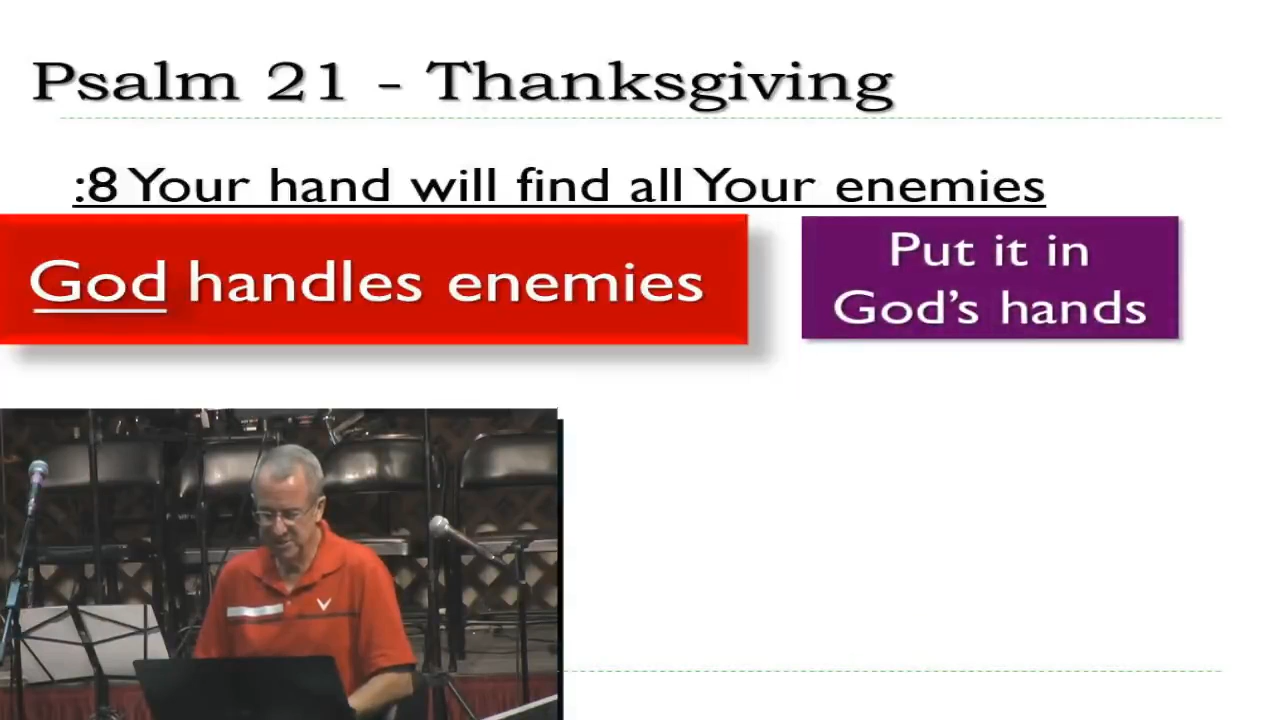 Psalm 21 - Thanksgiving
:8 Your hand will find all Your enemies
God handles enemies
Put it in
God's hands